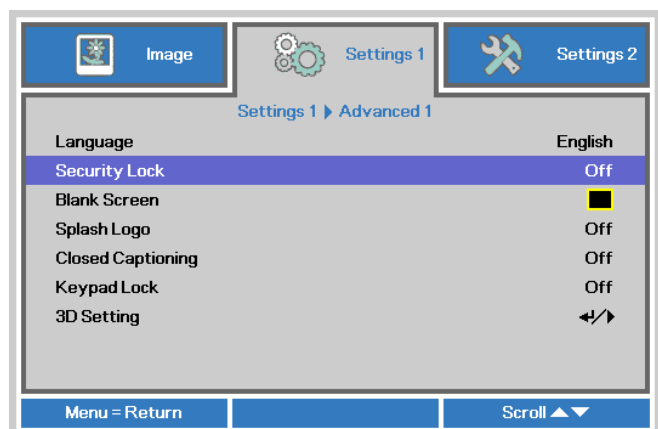 Image Settings 1 Settings 2
Settings 1 ▶ Advanced 1
Language English
Security Lock Off
Blank Screen
Splash Logo Off
Closed Captioning Off
Keypad Lock Off
3D Setting ↵/▶
Menu = Return Scroll ▲▼